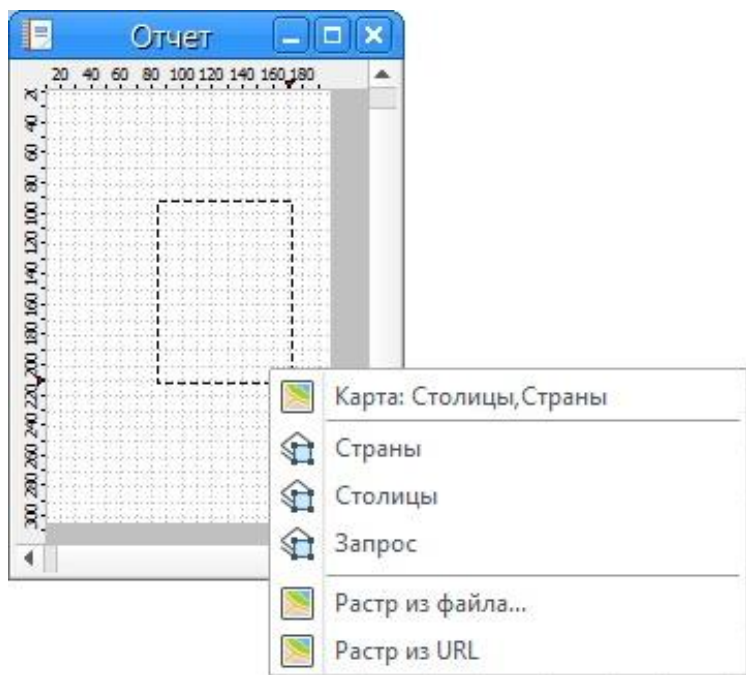 Отчет
20 40 60 80 100 120 140 160 180
20 40 60 80 100 120 140 160 180 200 220 240 260 280 300
Карта: Столицы,Страны
Страны
Столицы
Запрос
Растр из файла...
Растр из URL